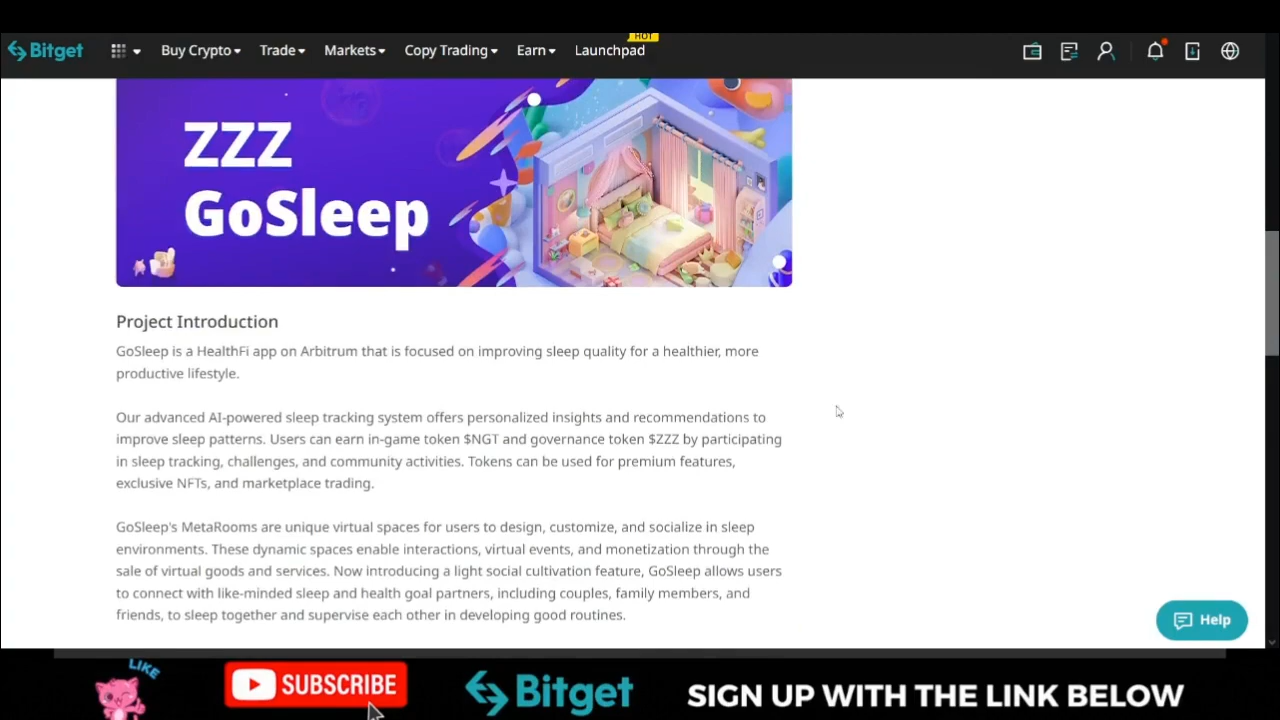 Bitget
Buy Crypto
Trade
Markets
Copy Trading
Earn
Launchpad
HOT
ZZZ
GoSleep
Project Introduction
GoSleep is a HealthFi app on Arbitrum that is focused on improving sleep quality for a healthier, more
productive lifestyle.
Our advanced AI-powered sleep tracking system offers personalized insights and recommendations to
improve sleep patterns. Users can earn in-game token $NGT and governance token $ZZZ by participating
in sleep tracking, challenges, and community activities. Tokens can be used for premium features,
exclusive NFTs, and marketplace trading.
GoSleep's MetaRooms are unique virtual spaces for users to design, customize, and socialize in sleep
environments. These dynamic spaces enable interactions, virtual events, and monetization through the
sale of virtual goods and services. Now introducing a light social cultivation feature, GoSleep allows users
to connect with like-minded sleep and health goal partners, including couples, family members, and
friends, to sleep together and supervise each other in developing good routines.
Help
LIKE
SUBSCRIBE
Bitget
SIGN UP WITH THE LINK BELOW